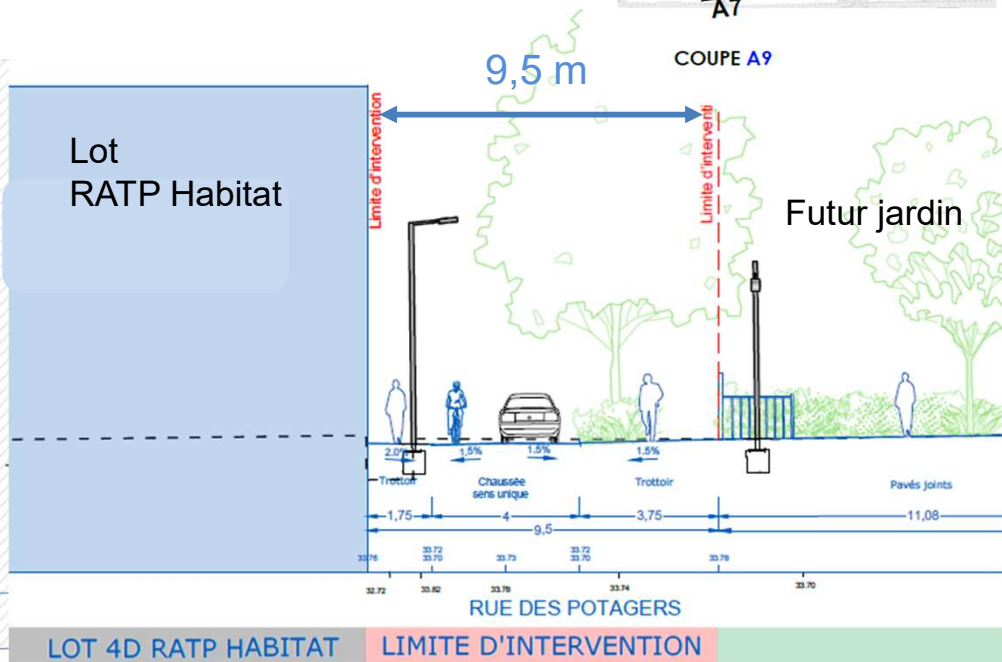 A7
COUPE A9
9,5 m
Limite d'intervention
Limite d'interventi
Lot
RATP Habitat
Futur jardin
2.0%
1,5%
1.5%
1.5%
Trottoir
Chaussée
sens unique
Trottoir
Pavés joints
1,75
4
3,75
11,08
9,5
33.76
33.72
33.70
33.73
33.72
33.70
33.78
32.72
33.82
33.76
33.74
33.70
RUE DES POTAGERS
LOT 4D RATP HABITAT
LIMITE D'INTERVENTION